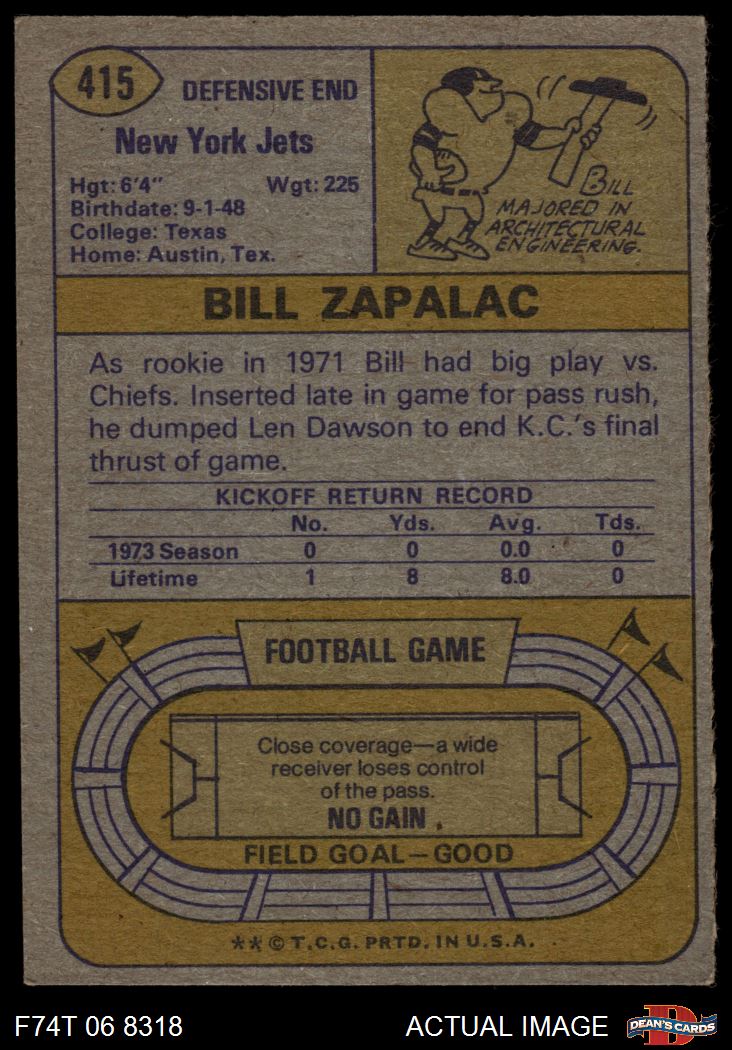 415
DEFENSIVE END
New York Jets
Hgt: 6'4" Wgt: 225
Birthdate: 9-1-48
College: Texas
Home: Austin, Tex.
BILL
MAJORED IN
ARCHITECTURAL
ENGINEERING.
BILL ZAPALAC
As rookie in 1971 Bill had big play vs.
Chiefs. Inserted late in game for pass rush,
he dumped Len Dawson to end K.C.'s final
thrust of game.
KICKOFF RETURN RECORD
No. Yds. Avg. Tds.
1973 Season 0 0 0.0 0
Lifetime 1 8 8.0 0
FOOTBALL GAME
Close coverage—a wide
receiver loses control
of the pass.
NO GAIN.
FIELD GOAL—GOOD
** © T.C.G. PRTD. IN U.S.A.
F74T 06 8318 ACTUAL IMAGE
D
DEAN'S CARDS